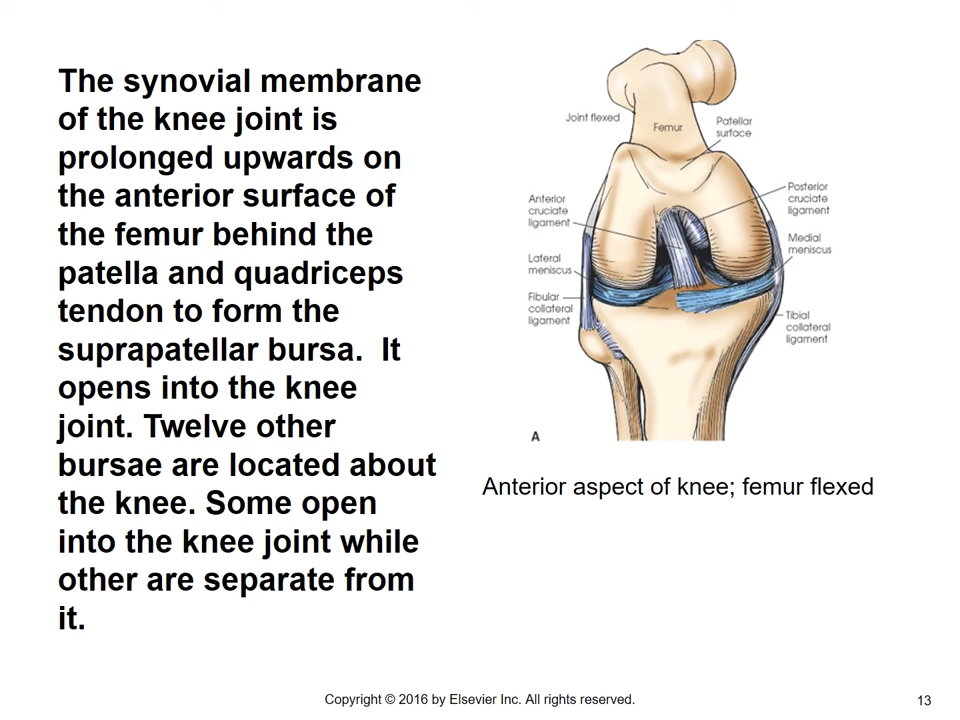 The synovial membrane
of the knee joint is
prolonged upwards on
the anterior surface of
the femur behind the
patella and quadriceps
tendon to form the
suprapatellar bursa.  It
opens into the knee
joint. Twelve other
bursae are located about
the knee. Some open
into the knee joint while
other are separate from
it.
Joint flexed
Femur
Patellar
surface
Anterior
cruciate
ligament
Posterior
cruciate
ligament
Medial
meniscus
Lateral
meniscus
Fibular
collateral
ligament
Tibial
collateral
ligament
A
Anterior aspect of knee; femur flexed
Copyright © 2016 by Elsevier Inc. All rights reserved.
13